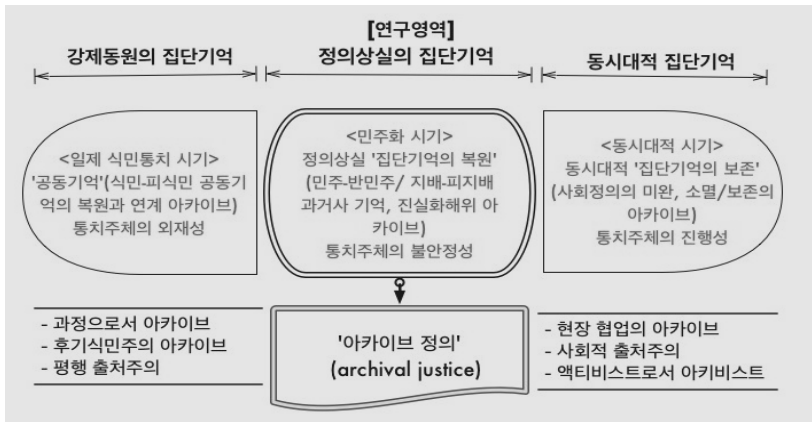 [연구영역]
강제동원의 집단기억
정의상실의 집단기억
동시대적 집단기억
<일제 식민통치 시기>
'공동기억'(식민-피식민 공동기
억의 복원과 연계 아카이브)
통치주체의 외재성
<민주화 시기>
정의상실 '집단기억의 복원'
(민주-반민주/ 지배-피지배
과거사 기억, 진실화해위 아
카이브)
통치주체의 불안정성
<동시대적 시기>
동시대적 '집단기억의 보존'
(사회정의의 미완, 소멸/보존의
아카이브)
통치주체의 진행성
- 과정으로서 아카이브
- 후기식민주의 아카이브
- 평행 출처주의
'아카이브 정의'
(archival justice)
- 현장 협업의 아카이브
- 사회적 출처주의
- 액티비스트로서 아키비스트